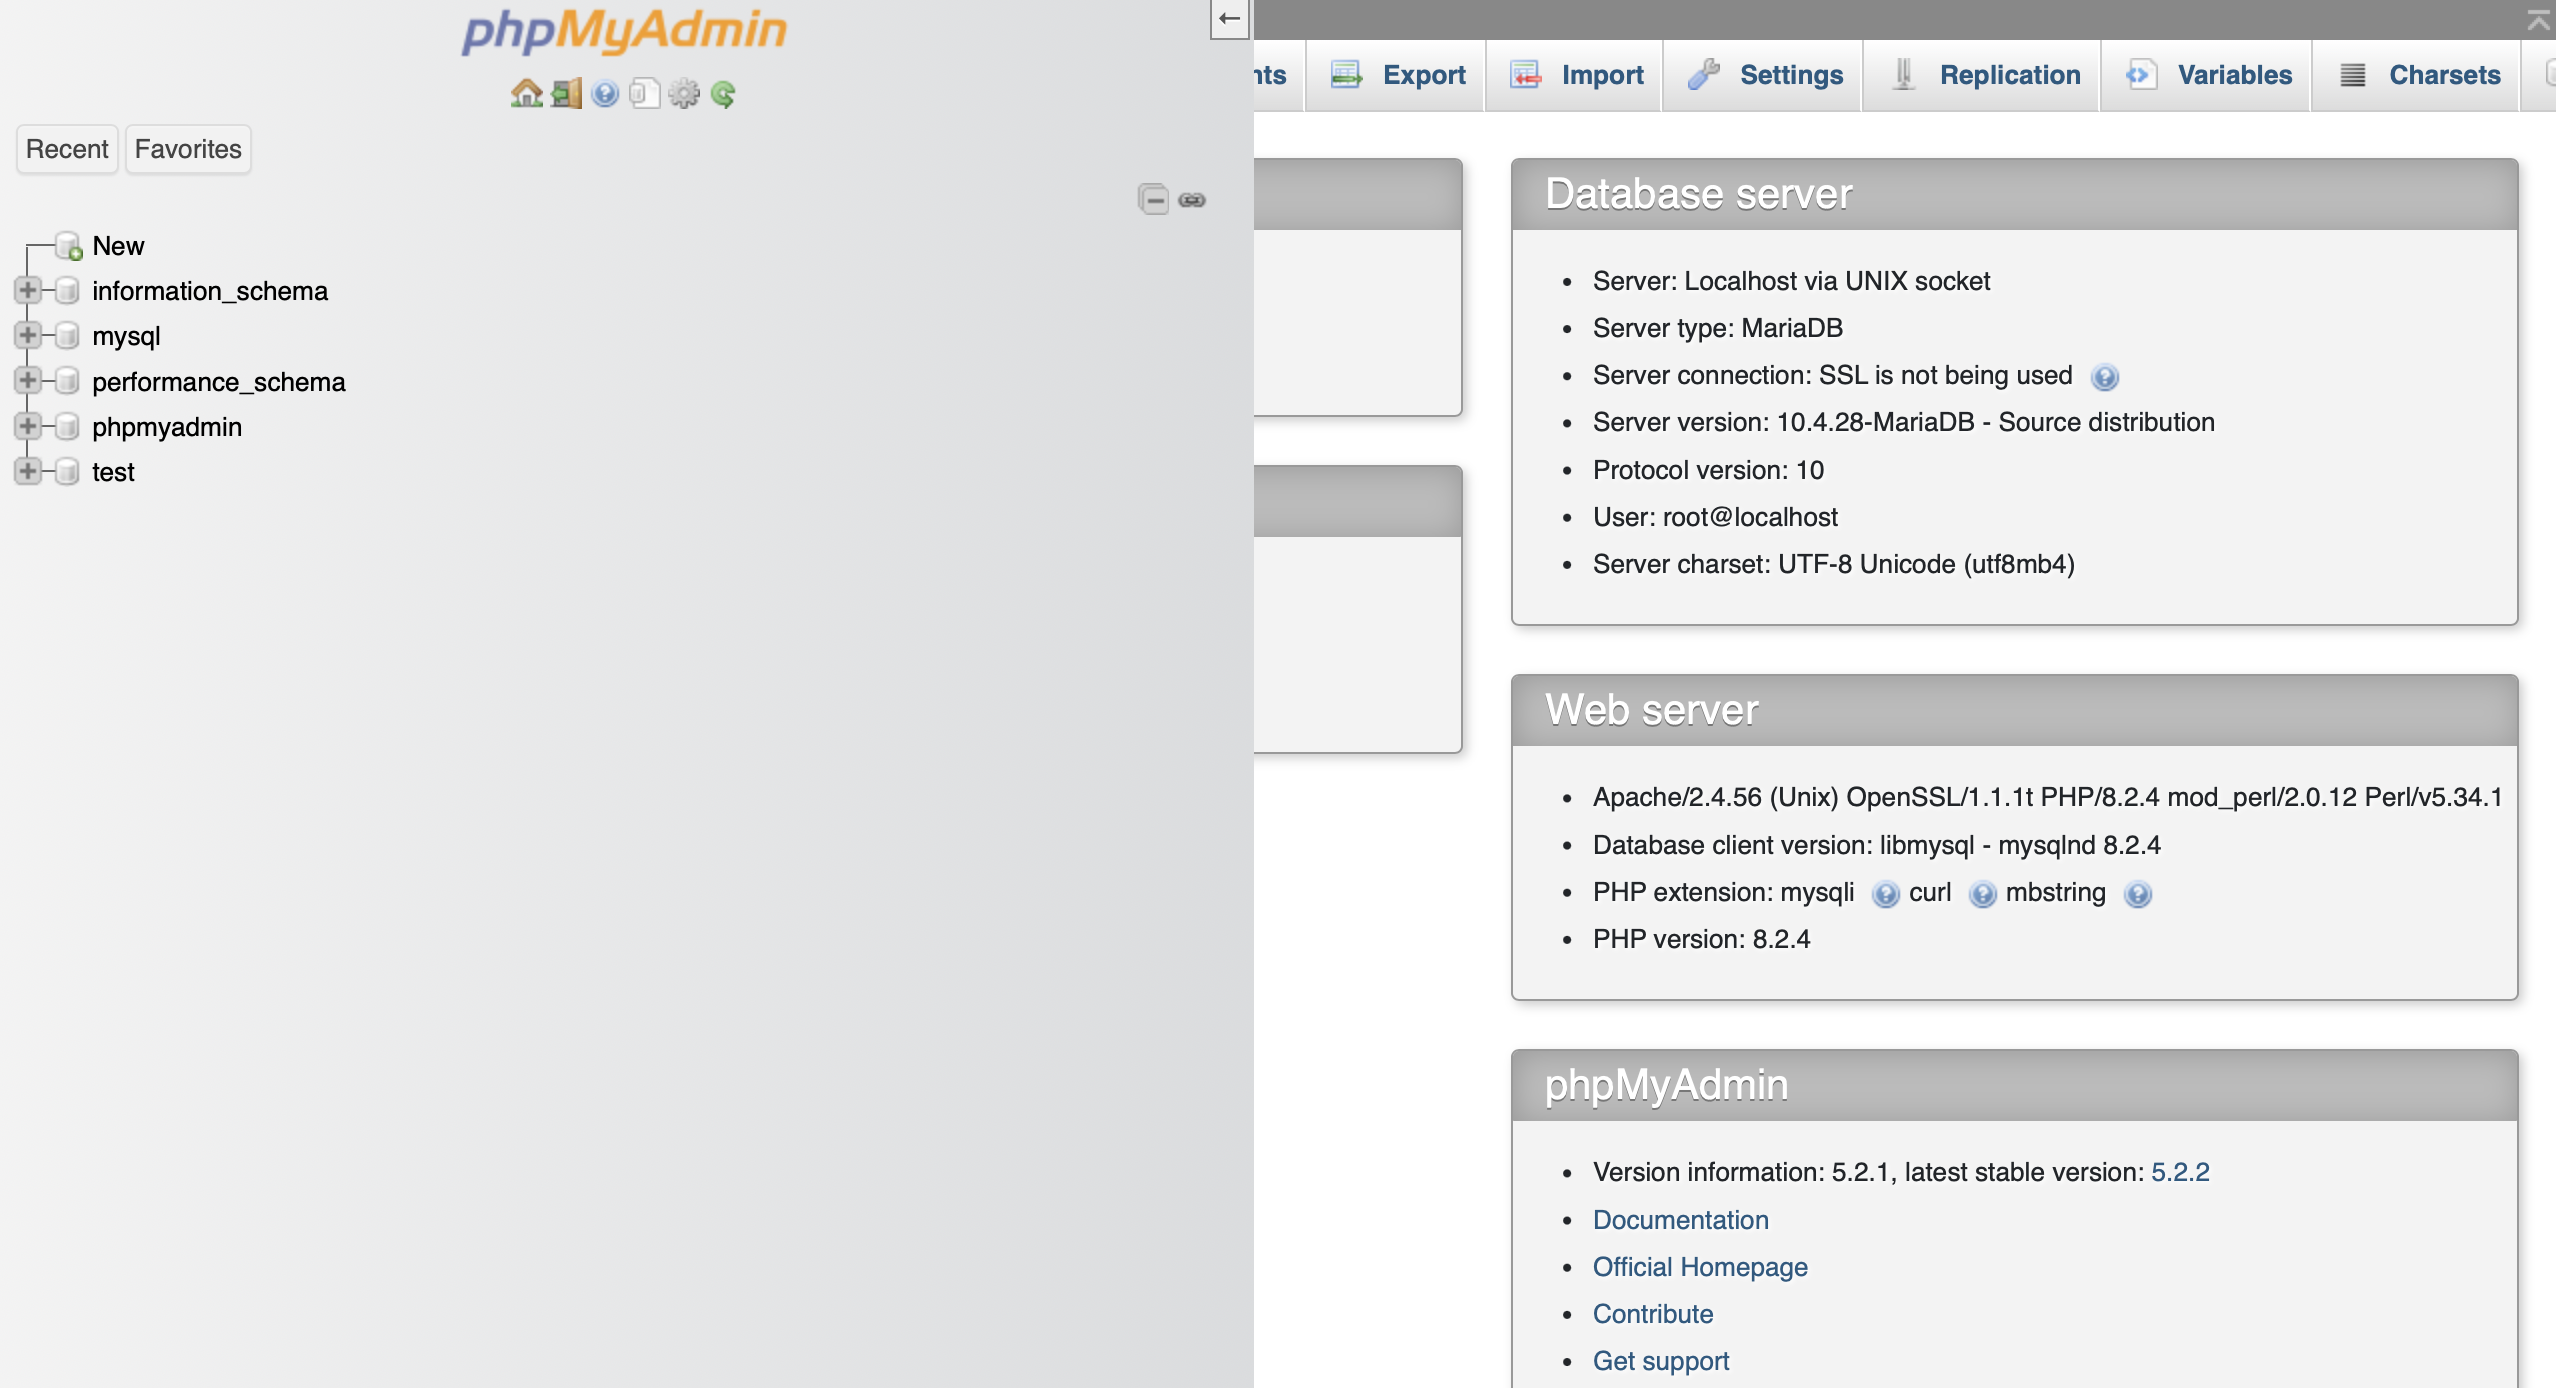 phpMyAdmin
Recent Favorites
New
information_schema
mysql
performance_schema
phpmyadmin
test
Export Import Settings Replication Variables Charsets
Database server
Server: Localhost via UNIX socket
Server type: MariaDB
Server connection: SSL is not being used
Server version: 10.4.28-MariaDB - Source distribution
Protocol version: 10
User: root@localhost
Server charset: UTF-8 Unicode (utf8mb4)
Web server
Apache/2.4.56 (Unix) OpenSSL/1.1.1t PHP/8.2.4 mod_perl/2.0.12 Perl/v5.34.1
Database client version: libmysql - mysqlnd 8.2.4
PHP extension: mysqli curl mbstring
PHP version: 8.2.4
phpMyAdmin
Version information: 5.2.1, latest stable version: 5.2.2
Documentation
Official Homepage
Contribute
Get support